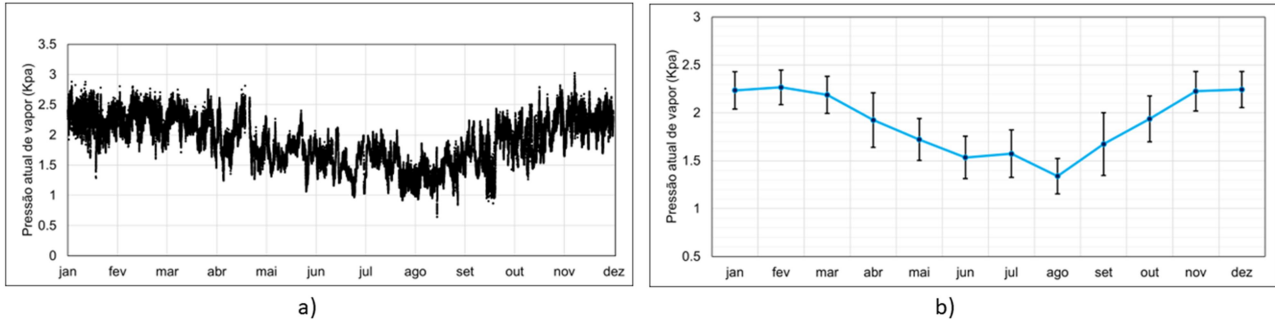 Pressão atual de vapor (Kpa)
3.5
3
2.5
2
1.5
1
0.5
0
jan fev mar abr mai jun jul ago set out nov dez
a)
Pressão atual de vapor (Kpa)
3
2.5
2
1.5
1
0.5
jan fev mar abr mai jun jul ago set out nov dez
b)